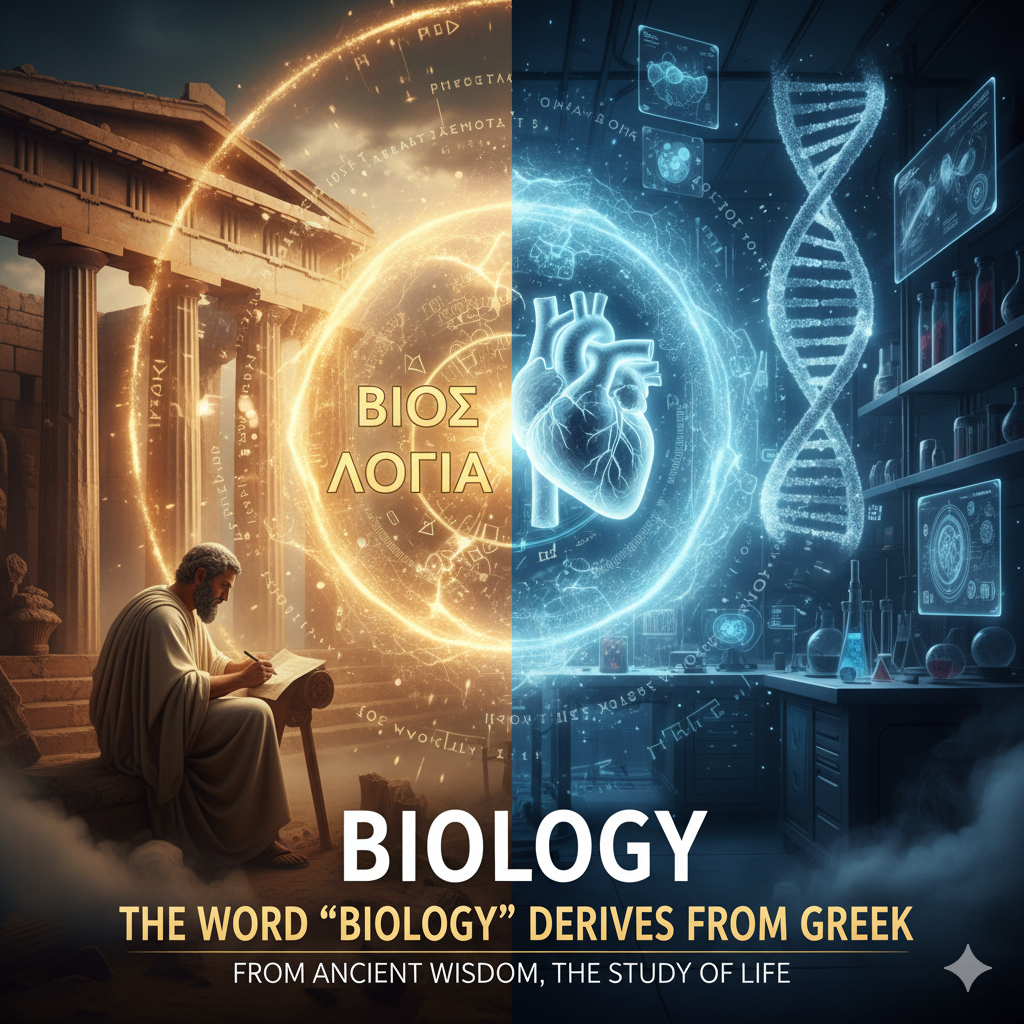 ΒΙΟΣ
ΛΟΓΙΑ
BIOLOGY
THE WORD “BIOLOGY” DERIVES FROM GREEK
FROM ANCIENT WISDOM, THE STUDY OF LIFE